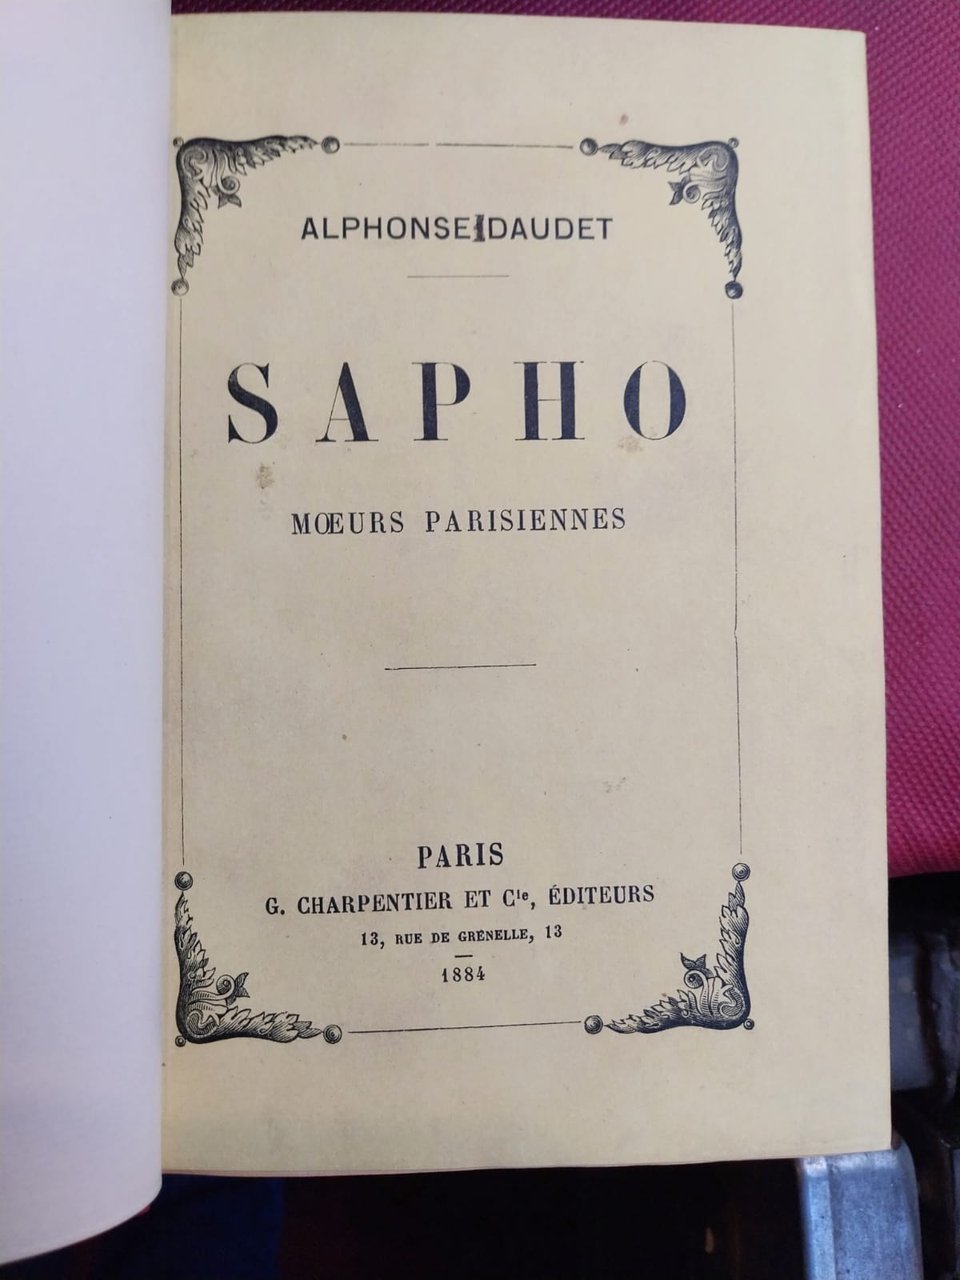 ALPHONSE DAUDET
SAPHO
MŒURS PARISIENNES
PARIS
G. CHARPENTIER ET Cie, ÉDITEURS
13, RUE DE GRENELLE, 13
1884